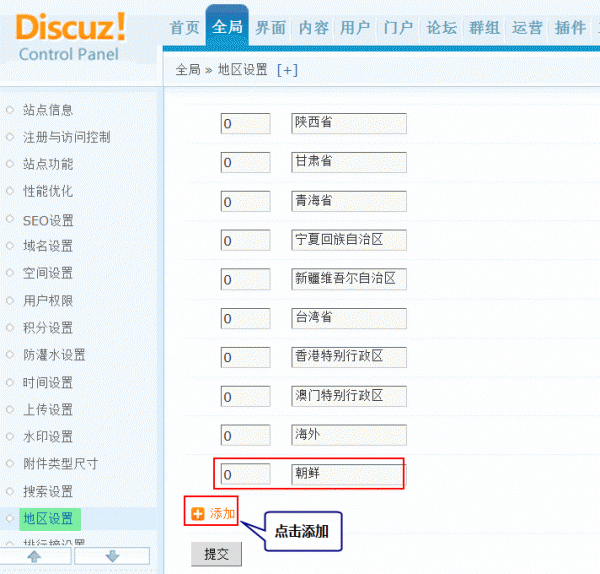 Discuz!
Control Panel
首页 全局 界面 内容 用户 门户 论坛 群组 运营 插件
全局 » 地区设置 [+]
站点信息
注册与访问控制
站点功能
性能优化
SEO设置
域名设置
空间设置
用户权限
积分设置
防灌水设置
时间设置
上传设置
水印设置
附件类型尺寸
搜索设置
地区设置
排行榜设置
0 陕西省
0 甘肃省
0 青海省
0 宁夏回族自治区
0 新疆维吾尔自治区
0 台湾省
0 香港特别行政区
0 澳门特别行政区
0 海外
0 朝鲜
添加
点击添加
提交